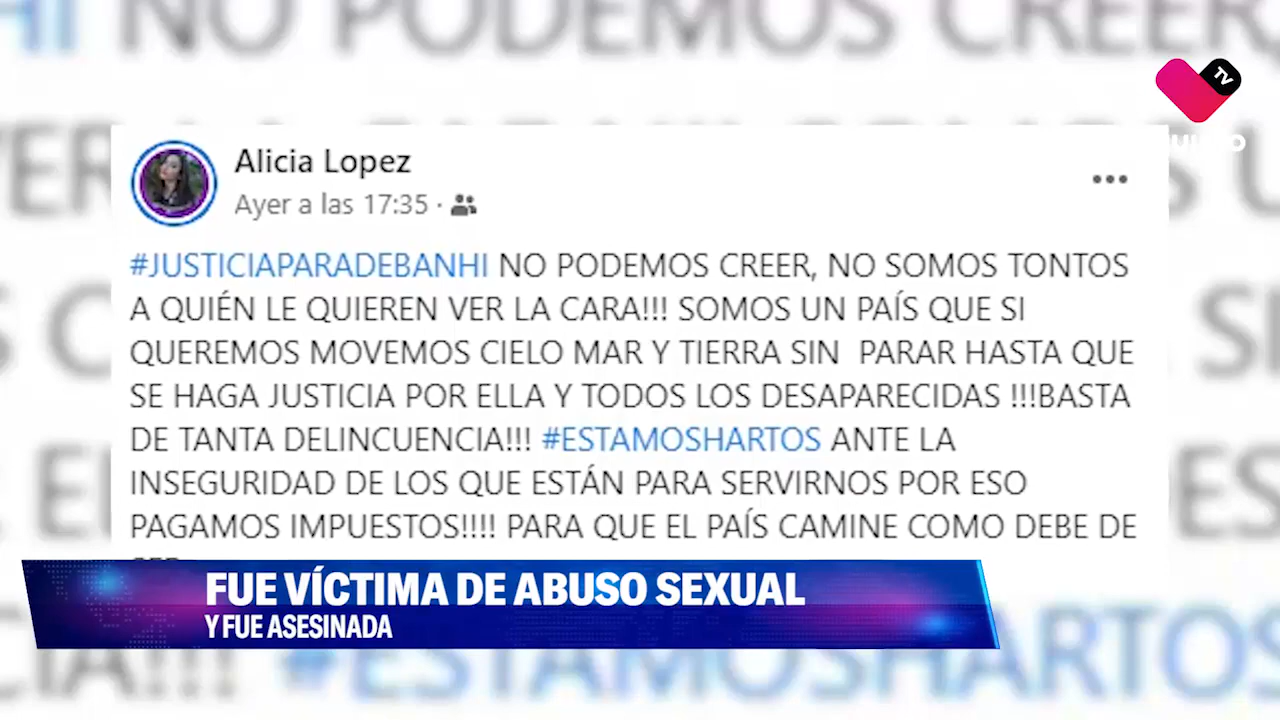 TV
Alicia Lopez
Ayer a las 17:35 ·
#JUSTICIAPARADEBANHI NO PODEMOS CREER, NO SOMOS TONTOS
A QUIÉN LE QUIEREN VER LA CARA!!! SOMOS UN PAÍS QUE SI
QUEREMOS MOVEMOS CIELO MAR Y TIERRA SIN PARAR HASTA QUE
SE HAGA JUSTICIA POR ELLA Y TODOS LOS DESAPARECIDAS !!!BASTA
DE TANTA DELINCUENCIA!!! #ESTAMOSHARTOS ANTE LA
INSEGURIDAD DE LOS QUE ESTÁN PARA SERVIRNOS POR ESO
PAGAMOS IMPUESTOS!!!! PARA QUE EL PAÍS CAMINE COMO DEBE DE
FUE VÍCTIMA DE ABUSO SEXUAL
Y FUE ASESINADA